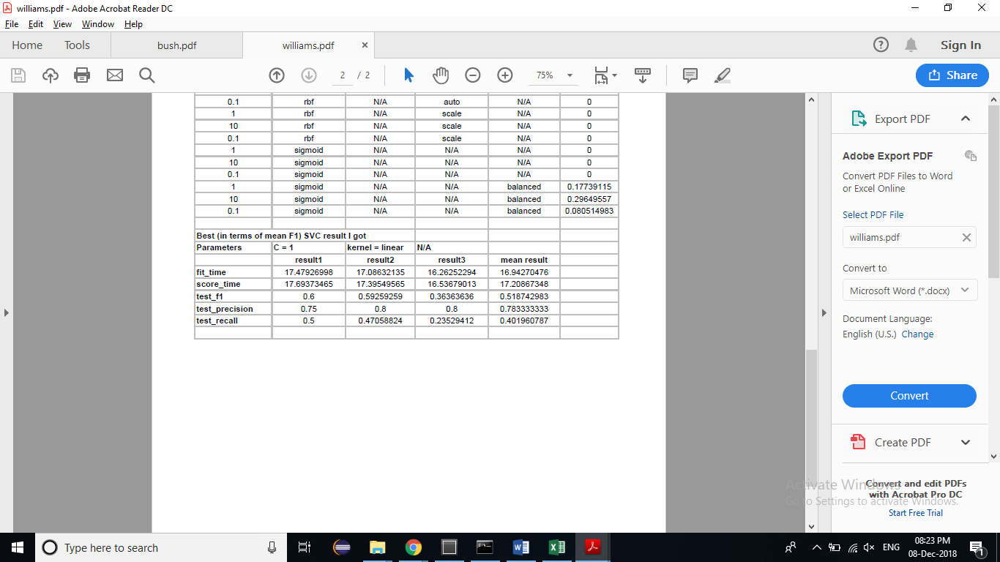 williams.pdf - Adobe Acrobat Reader DC
File Edit View Window Help
Home Tools bush.pdf williams.pdf × Sign In
2 / 2 75% Share
0.1 rbf N/A auto N/A 0
1 rbf N/A scale N/A 0
10 rbf N/A scale N/A 0
0.1 rbf N/A scale N/A 0
1 sigmoid N/A N/A N/A 0
10 sigmoid N/A N/A N/A 0
0.1 sigmoid N/A N/A N/A 0
1 sigmoid N/A N/A balanced 0.17739115
10 sigmoid N/A N/A balanced 0.29649557
0.1 sigmoid N/A N/A balanced 0.080514983
Best (in terms of mean F1) SVC result I got
Parameters C = 1 kernel = linear N/A
result1 result2 result3 mean result
fit_time 17.47926998 17.08632135 16.26252294 16.94270476
score_time 17.69373465 17.39549565 16.53679013 17.20867348
test_f1 0.6 0.59259259 0.36363636 0.518742983
test_precision 0.75 0.8 0.8 0.783333333
test_recall 0.5 0.47058824 0.23529412 0.401960787
Export PDF
Adobe Export PDF
Convert PDF Files to Word
or Excel Online
Select PDF File
williams.pdf
Convert to
Microsoft Word (*.docx)
Document Language:
English (U.S.) Change
Convert
Create PDF
Convert and edit PDFs
with Acrobat Pro DC
Start Free Trial
Activate Windows
Go to Settings to activate Windows.
Type here to search
ENG
08:23 PM
08-Dec-2018
1